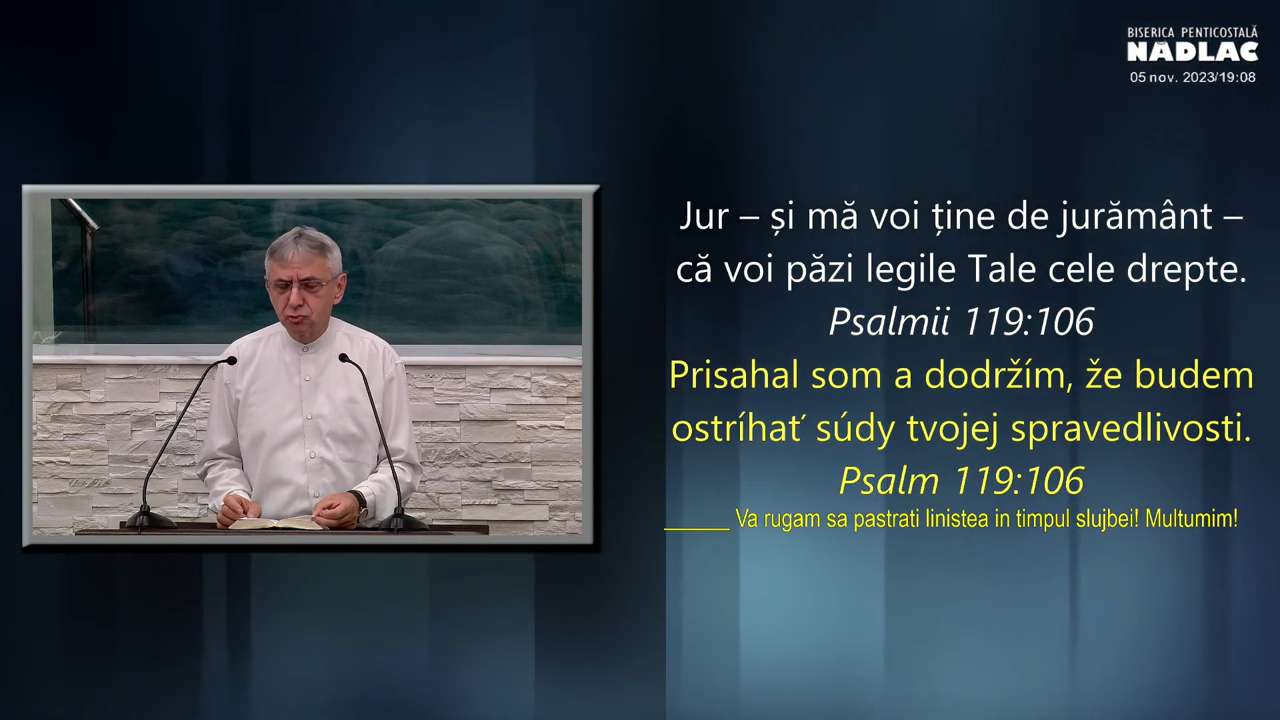 BISERICA PENTICOSTALĂ
NĂDLAC
05 nov. 2023/19:08
Jur – și mă voi ține de jurământ –
că voi păzi legile Tale cele drepte.
Psalmii 119:106
Prisahal som a dodržím, že budem
ostríhať súdy tvojej spravedlivosti.
Psalm 119:106
______ Va rugam sa pastrati linistea in timpul slujbei! Multumim!